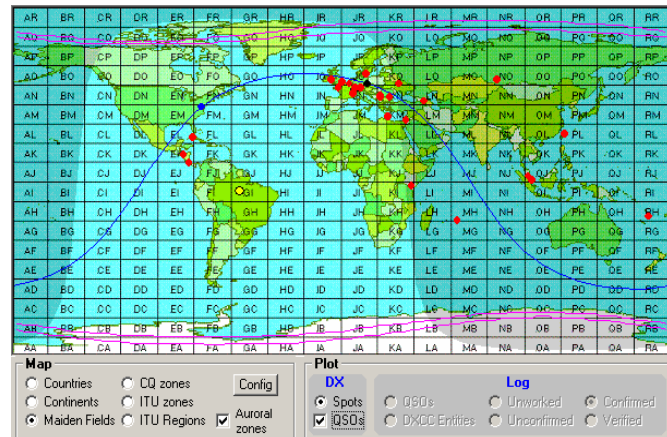 AR BR CR DR ER FR GR HR IR JR KR LR MR NR OR PR QR RR
AQ BQ CQ DQ EQ FQ GQ HQ IQ JQ KQ LQ MQ NQ OQ PQ QQ RQ
AP BP CP DP EP FP GP HP IP JP KP LP MP NP OP PP QP RP
AO BO CO DO EO FO GO HO JO LO MO NO OO PO QO RO
AN BN CN DN EN FN GN HN IN JN KN LN MN NN ON PN QN RN
AM BM CM DM EM FM GM HM IM JM KM LM MM NM OM PM QM RM
AL BL CL DL EL GL HL IL JL KL LL ML NL OL PL QL RL
AK BK CK DK EK FK GK HK IK JK KK LK MK NK OK PK QK RK
AJ BJ CJ DJ EJ FJ GJ HJ IJ JJ KJ LJ MJ NJ OJ PJ QJ RJ
AI BI CI DI EI FI GI HI II JI KI LI MI NI OI PI QI RI
AH BH CH DH EH FH GH HH IH JH KH LH MH NH OH PH QH RH
AG BG CG DG EG FG GG HG IG JG KG LG MG NG OG PG QG RG
AF BF CF DF EF FF GF HF IF JF KF LF MF NF OF PF QF RF
AE BE CE DE EE FE GE HE IE JE KE LE ME NE OE PE QE RE
AD BD CD DD ED FD GD HD ID JD KD LD MD ND OD PD QD RD
AC BC CC DC EC FC GC HC IC JC KC LC MC NC OC PC QC RC
AB BB CB DB EB FB GB HB IB JB KB LB MB NB OB PB QB RB
AA BA CA DA EA FA GA HA IA JA KA LA MA NA OA PA QA RA
Map
Countries CQ zones Config
Continents ITU zones
Maiden Fields ITU Regions Auroral zones
Plot
DX Log
Spots QSOs Unworked Confirmed
QSOs DXCC Entities Unconfirmed Verified